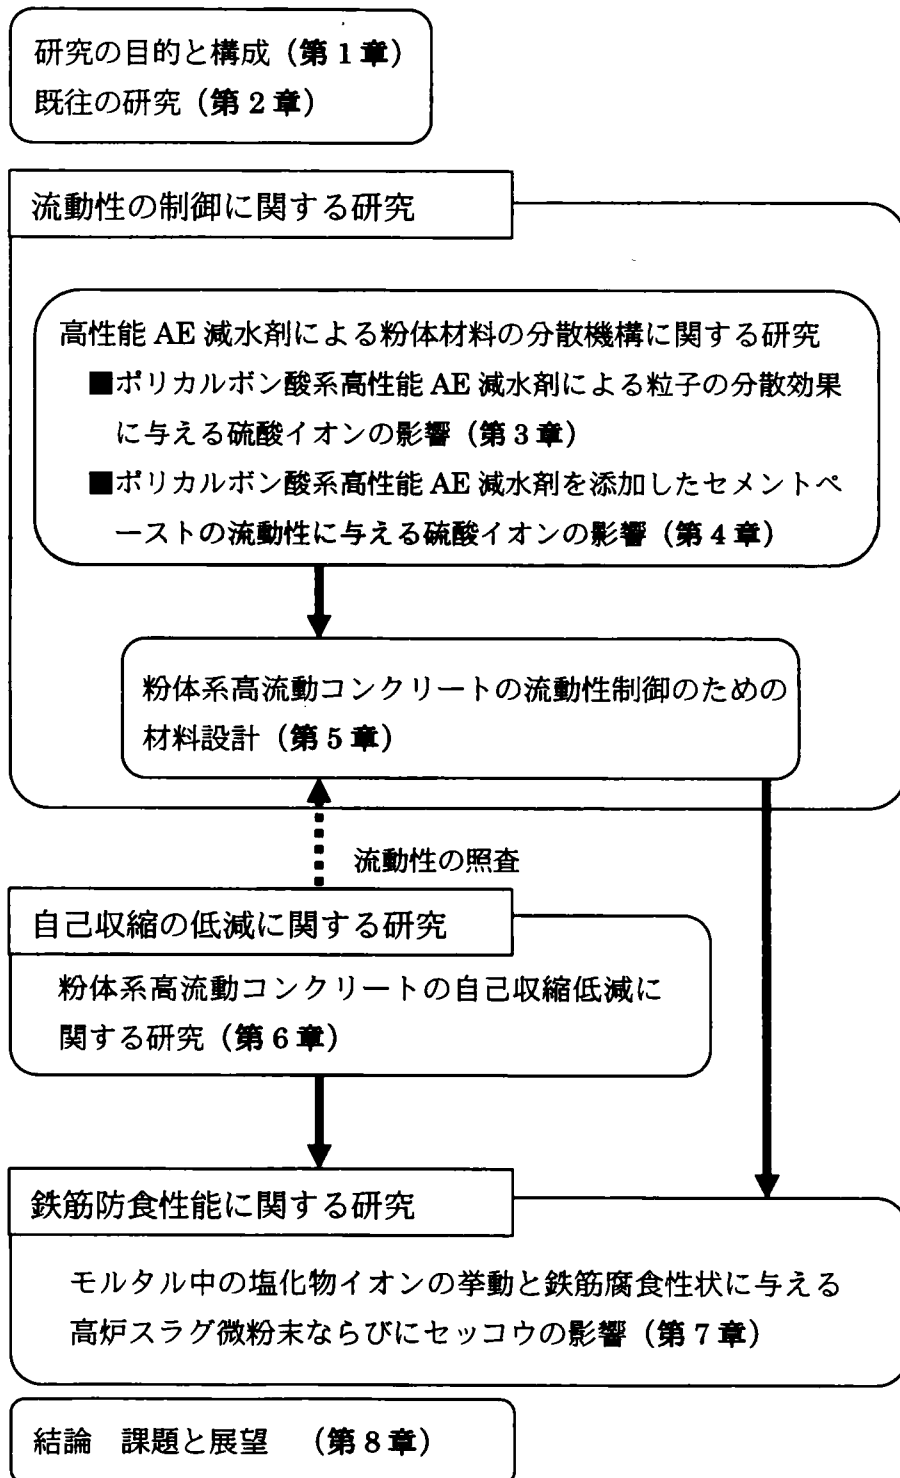 研究の目的と構成（第1章）
既往の研究（第2章）
流動性の制御に関する研究
高性能 AE 減水剤による粉体材料の分散機構に関する研究
■ポリカルボン酸系高性能 AE 減水剤による粒子の分散効果
に与える硫酸イオンの影響（第3章）
■ポリカルボン酸系高性能 AE 減水剤を添加したセメントペ
ーストの流動性に与える硫酸イオンの影響（第4章）
粉体系高流動コンクリートの流動性制御のための
材料設計（第5章）
流動性の照査
自己収縮の低減に関する研究
粉体系高流動コンクリートの自己収縮低減に
関する研究（第6章）
鉄筋防食性能に関する研究
モルタル中の塩化物イオンの挙動と鉄筋腐食性状に与える
高炉スラグ微粉末ならびにセッコウの影響（第7章）
結論　課題と展望　（第8章）